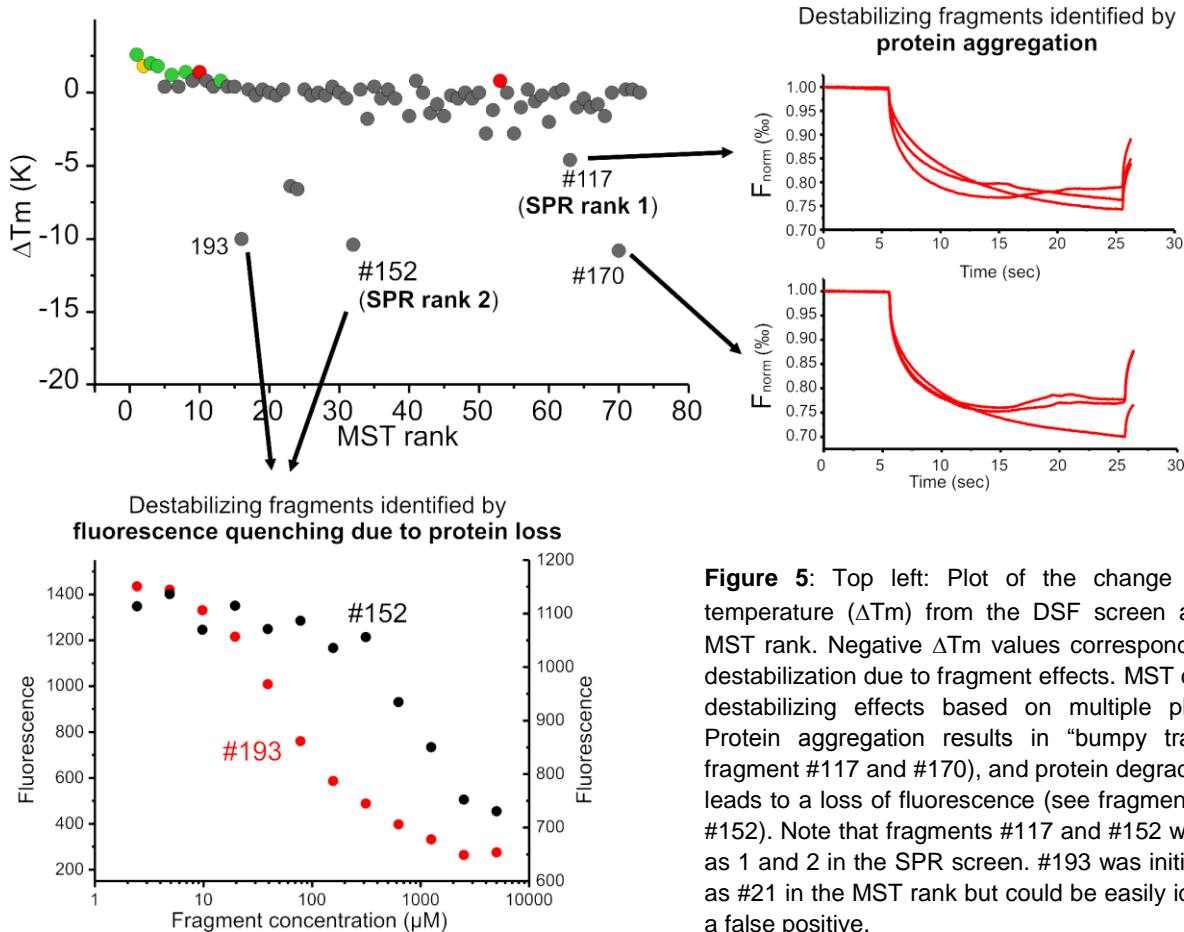 Destabilizing fragments identified by
protein aggregation
ΔTm (K)
0
-5
-10
-15
-20
0 10 20 30 40 50 60 70 80
MST rank
193
#152
(SPR rank 2)
#117
(SPR rank 1)
#170
Fnorm (‰)
1.00
0.95
0.90
0.85
0.80
0.75
0.70
0 5 10 15 20 25 30
Time (sec)
Fnorm (‰)
1.00
0.95
0.90
0.85
0.80
0.75
0.70
0 5 10 15 20 25 30
Time (sec)
Destabilizing fragments identified by
fluorescence quenching due to protein loss
Fluorescence
1400
1200
1000
800
600
400
200
#152
#193
1200
1100
1000
900
800
700
600
Fluorescence
1 10 100 1000 10000
Fragment concentration (µM)
Figure 5: Top left: Plot of the change
temperature (ΔTm) from the DSF screen a
MST rank. Negative ΔTm values correspond
destabilization due to fragment effects. MST
destabilizing effects based on multiple
Protein aggregation results in “bumpy
fragment #117 and #170), and protein
leads to a loss of fluorescence (see fragment
#152). Note that fragments #117 and #152
as 1 and 2 in the SPR screen. #193 was
as #21 in the MST rank but could be easily
a false positive.